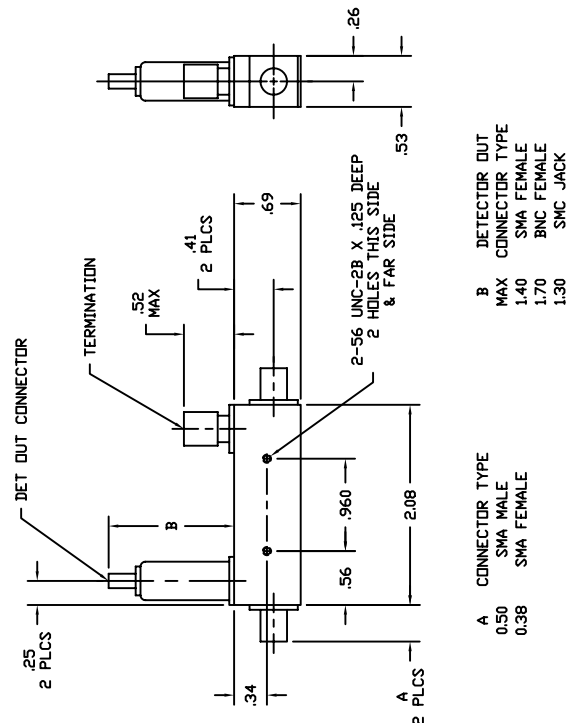 DET OUT CONNECTOR
TERMINATION
.25
2 PLCS
B
.52
MAX
.41
2 PLCS
.69
.26
.53
.34
.56
.960
2.08
A
2 PLCS
2-56 UNC-2B X .125 DEEP
2 HOLES THIS SIDE
& FAR SIDE
A CONNECTOR TYPE
0.50 SMA MALE
0.38 SMA FEMALE
B DETECTOR OUT
MAX CONNECTOR TYPE
1.40 SMA FEMALE
1.70 BNC FEMALE
1.30 SMC JACK